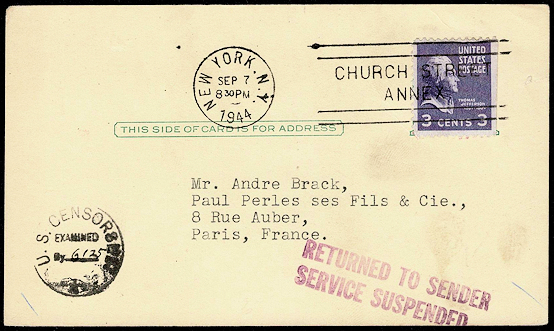 NEW YORK, N.Y.
SEP 7
8 30 PM
1944
CHURCH STREET
ANNEX
UNITED
STATES
POSTAGE
THOMAS
JEFFERSON
3 CENTS 3
THIS SIDE OF CARD IS FOR ADDRESS
Mr. Andre Brack,
Paul Perles ses Fils & Cie.,
8 Rue Auber,
Paris, France.
U.S. CENSORSHIP
EXAMINED
By 6135
RETURNED TO SENDER
SERVICE SUSPENDED